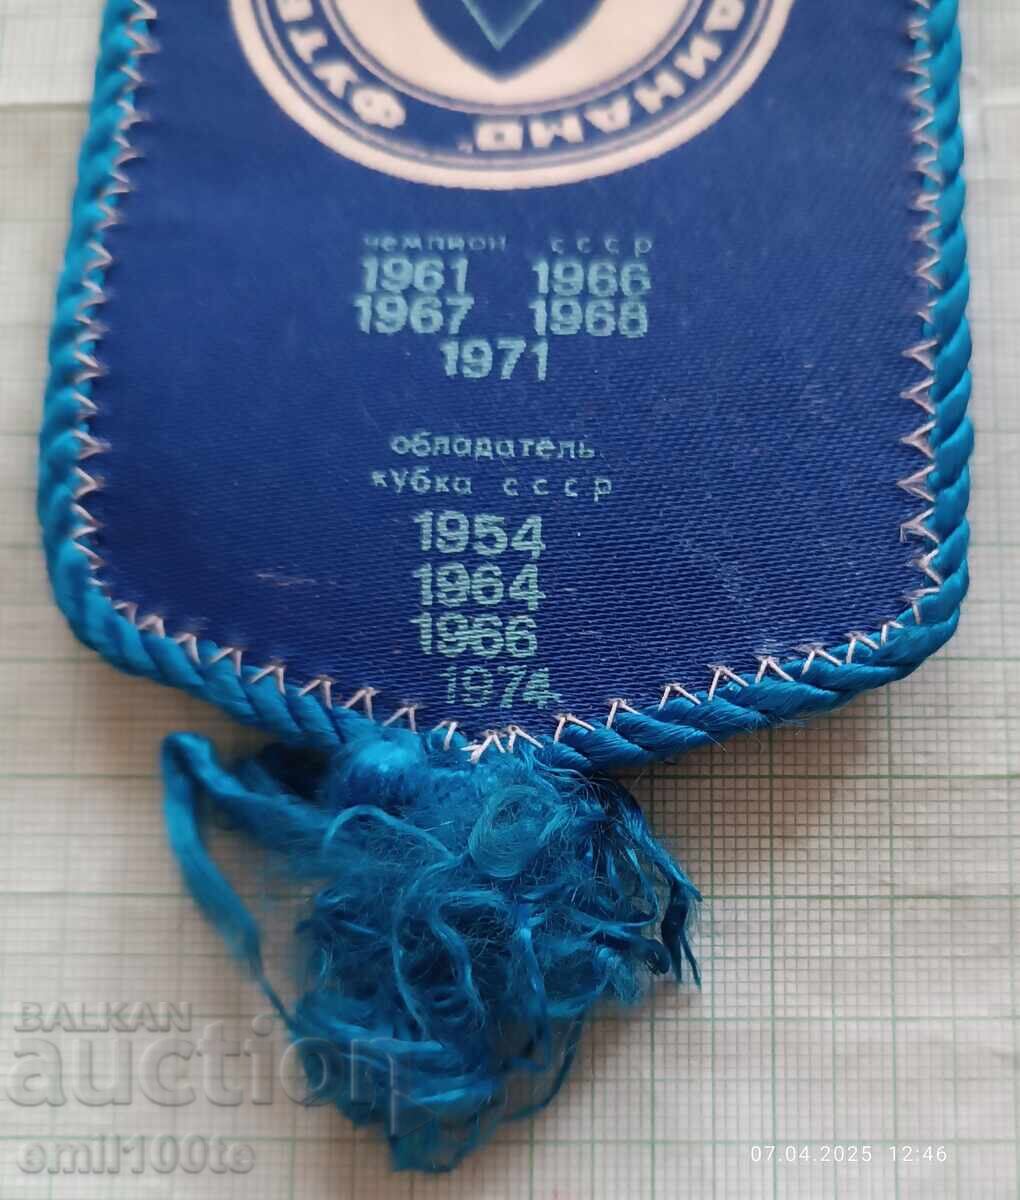 ДИНАМО ФУТБ
чемпион ссср
1961 1966
1967 1968
1971
обладатель
кубка ссср
1954
1964
1966
1974
BALKAN
auction
emil100te
07.04.2025 12:46